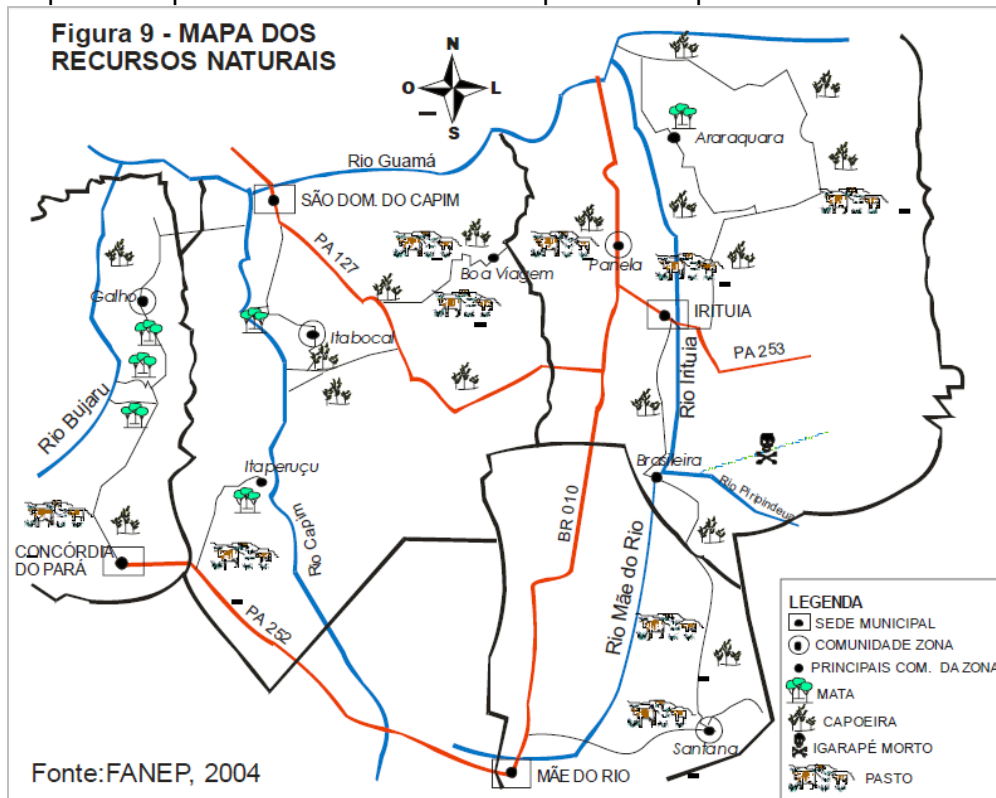 Figura 9 - MAPA DOS
RECURSOS NATURAIS
N
O
L
S
Rio Guamá
Araraquara
SÃO DOM. DO CAPIM
PA 127
Boa Viagem
Panela
Galho
Itabocal
IRITUIA
PA 253
Rio Irituia
Rio Bujaru
Itaperuçu
Brasileira
Rio Piripindeua
Rio Capim
BR 010
CONCÓRDIA
DO PARÁ
PA 252
Rio Mãe do Rio
Santana
MÃE DO RIO
Fonte:FANEP, 2004
LEGENDA
SEDE MUNICIPAL
COMUNIDADE ZONA
PRINCIPAIS COM. DA ZONA
MATA
CAPOEIRA
IGARAPÉ MORTO
PASTO